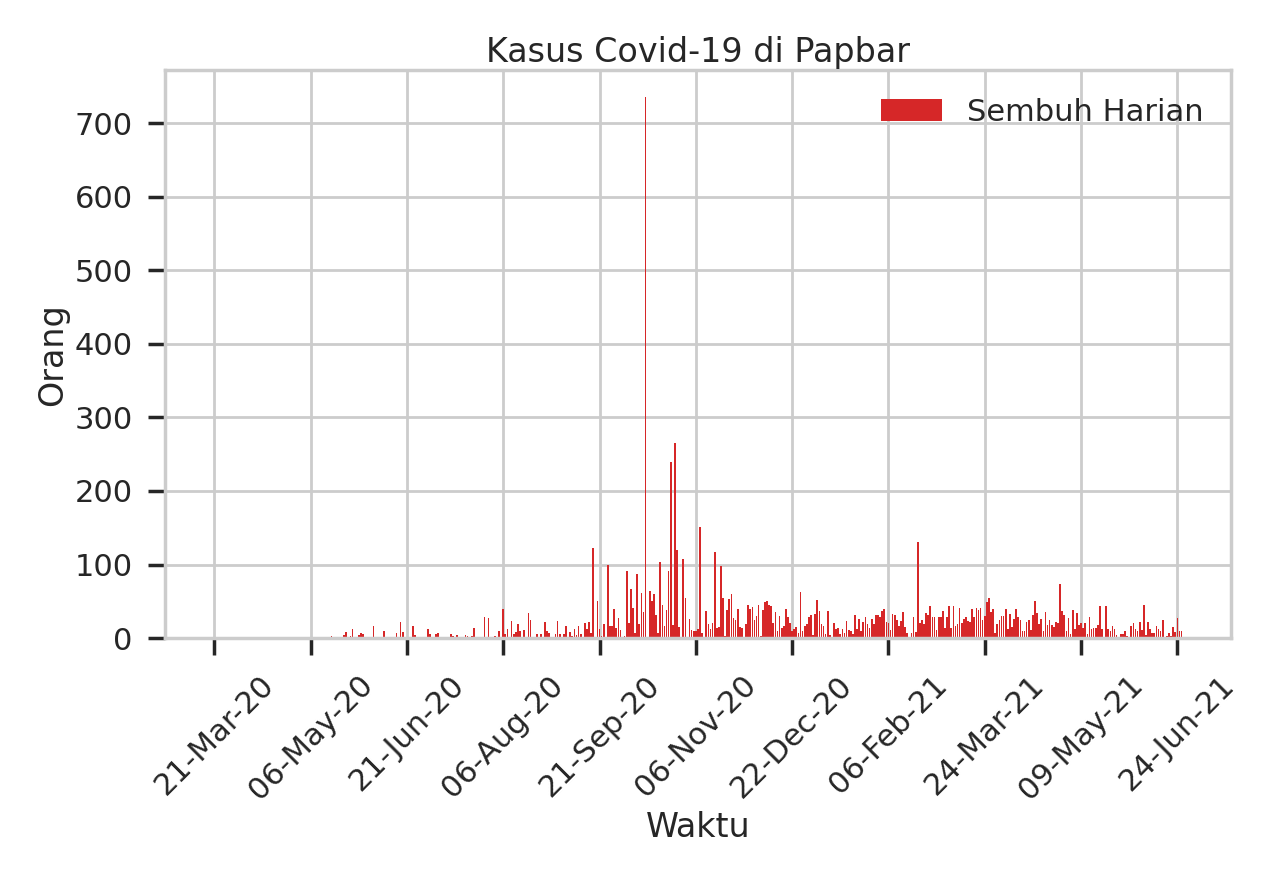 Kasus Covid-19 di Papbar
Sembuh Harian
Orang
700
600
500
400
300
200
100
0
21-Mar-20
06-May-20
21-Jun-20
06-Aug-20
21-Sep-20
06-Nov-20
22-Dec-20
06-Feb-21
24-Mar-21
09-May-21
24-Jun-21
Waktu